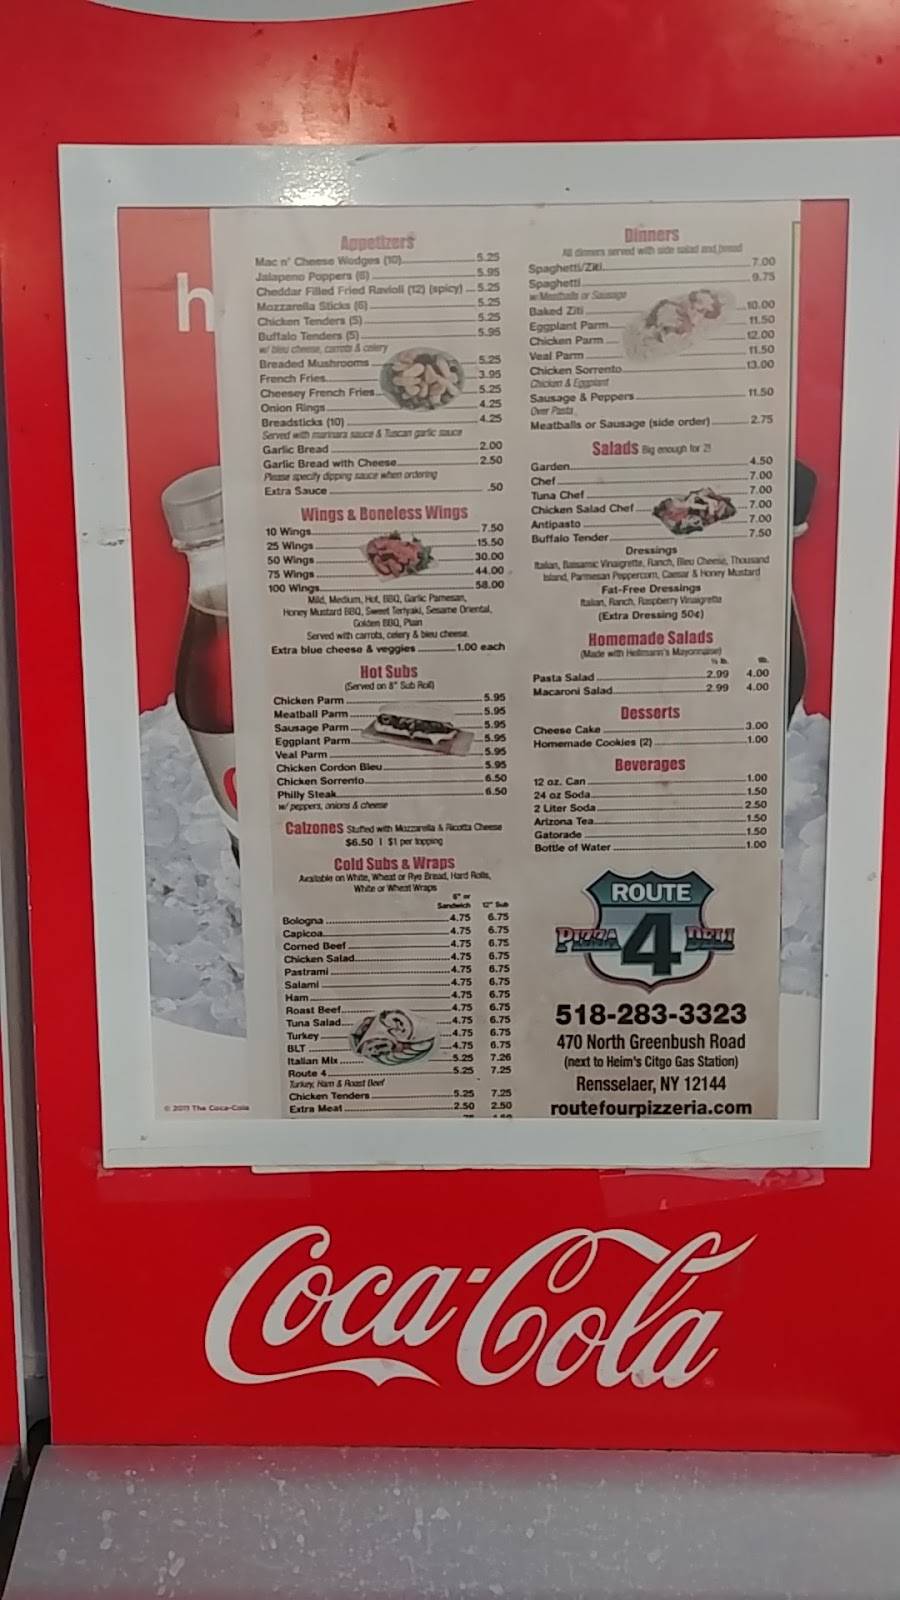 h
Appetizers
Mac n' Cheese Wedges (10) 5.25
Jalapeno Poppers (6) 5.95
Cheddar Filled Fried Ravioli (12) (spicy) 5.25
Mozzarella Sticks (6) 5.25
Chicken Tenders (5) 5.25
Buffalo Tenders (5) 5.95
w/ bleu cheese, carrots & celery
Breaded Mushrooms 5.25
French Fries 3.95
Cheesey French Fries 5.25
Onion Rings 4.25
Breadsticks (10) 4.25
Served with marinara sauce & Tuscan garlic sauce
Garlic Bread 2.00
Garlic Bread with Cheese 2.50
Please specify dipping sauce when ordering
Extra Sauce .50
Wings & Boneless Wings
10 Wings 7.50
25 Wings 15.50
50 Wings 30.00
75 Wings 44.00
100 Wings 58.00
Mild, Medium, Hot, BBQ, Garlic Parmesan,
Honey Mustard BBQ, Sweet Teriyaki, Sesame Oriental,
Golden BBQ, Plain
Served with carrots, celery & bleu cheese.
Extra blue cheese & veggies 1.00 each
Hot Subs
(Served on 8" Sub Roll)
Chicken Parm 5.95
Meatball Parm 5.95
Sausage Parm 5.95
Eggplant Parm 5.95
Veal Parm 5.95
Chicken Cordon Bleu 5.95
Chicken Sorrento 6.50
Philly Steak 6.50
w/ peppers, onions & cheese
Calzones Stuffed with Mozzarella & Ricotta Cheese
$6.50 | $1 per topping
Cold Subs & Wraps
Available on White, Wheat or Rye Bread, Hard Rolls,
White or Wheat Wraps
6" or
Sandwich 12" Sub
Bologna 4.75 6.75
Capicoa 4.75 6.75
Corned Beef 4.75 6.75
Chicken Salad 4.75 6.75
Pastrami 4.75 6.75
Salami 4.75 6.75
Ham 4.75 6.75
Roast Beef 4.75 6.75
Tuna Salad 4.75 6.75
Turkey 4.75 6.75
BLT 4.75 6.75
Italian Mix 5.25 7.26
Route 4 5.25 7.25
Turkey, Ham & Roast Beef
Chicken Tenders 5.25 7.25
Extra Meat 2.50 2.50
Dinners
All dinners served with side salad and bread
Spaghetti/Ziti 7.00
Spaghetti 9.75
w/Meatballs or Sausage
Baked Ziti 10.00
Eggplant Parm 11.50
Chicken Parm 12.00
Veal Parm 11.50
Chicken Sorrento 13.00
Chicken & Eggplant
Sausage & Peppers 11.50
Over Pasta
Meatballs or Sausage (side order) 2.75
Salads Big enough for 2!
Garden 4.50
Chef 7.00
Tuna Chef 7.00
Chicken Salad Chef 7.00
Antipasto 7.00
Buffalo Tender 7.50
Dressings
Italian, Balsamic Vinaigrette, Ranch, Bleu Cheese, Thousand
Island, Parmesan Peppercorn, Caesar & Honey Mustard
Fat-Free Dressings
Italian, Ranch, Raspberry Vinaigrette
(Extra Dressing 50¢)
Homemade Salads
(Made with Hellmann's Mayonnaise)
½ lb. lb.
Pasta Salad 2.99 4.00
Macaroni Salad 2.99 4.00
Desserts
Cheese Cake 3.00
Homemade Cookies (2) 1.00
Beverages
12 oz. Can 1.00
24 oz Soda 1.50
2 Liter Soda 2.50
Arizona Tea 1.50
Gatorade 1.50
Bottle of Water 1.00
ROUTE
PIZZA 4 DELI
518-283-3323
470 North Greenbush Road
(next to Heim's Citgo Gas Station)
Rensselaer, NY 12144
routefourpizzeria.com
© 2011 The Coca-Cola
Coca-Cola